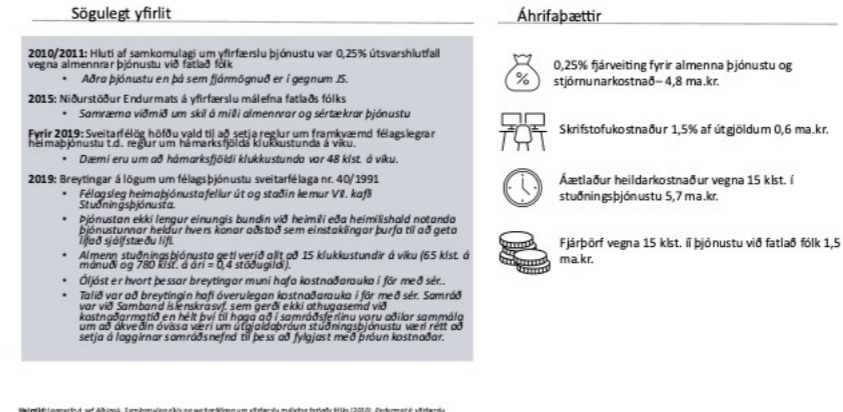 Sögulegt yfirlit
2010/2011: Hluti af samkomulagi um yfirfærslu þjónustu var 0,25% útsvarshlutfall
vegna almennrar þjónustu við fatlað fólk
• Aðra þjónustu en þá sem fjármögnuð er í gegnum JS.
2015: Niðurstöður Endurmats á yfirfærslu málefna fatlaðs fólks
• Samræma viðmið um skil á milli almennrar og sértækrar þjónustu
Fyrir 2019: Sveitarfélög höfðu vald til að setja reglur um framkvæmd félagslegrar
heimaþjónustu t.d. reglur um hámarksfjölda klukkustunda á viku.
• Dæmi eru um að hámarksfjöldi klukkustunda var 48 klst. á viku.
2019: Breytingar á lögum um félagsþjónustu sveitarfélaga nr. 40/1991
• Félagsleg heimaþjónusta fellur út og staðin kemur VII. kafli
Stuðningsþjónusta.
• Þjónustan ekki lengur einungis bundin við heimili eða heimilishald notanda
þjónustunnar heldur hvers konar aðstoð sem einstaklingar þurfa til að geta
lifað sjálfstæðu lífi.
• Almenn stuðningsþjónusta geti verið allt að 15 klukkustundir á viku (65 klst. á
mánuði og 780 klst. á ári = 0,4 stöðugildi).
• Óljóst er hvort þessar breytingar muni hafa kostnaðarauka í för með sér..
• Talið var að breytingin hafi óverulegan kostnaðarauka í för með sér. Samráð
var við Samband íslenskrasvf. sem gerði ekki athugasemd við
kostnaðarmatið en hélt því til haga að í samráðsferlinu voru aðilar sammála
um að ákveðin óvissa væri um útgjaldaþróun stuðningsþjónustu væri rétt að
setja á laggirnar samráðsnefnd til þess að fylgjast með þróun kostnaðar.
Áhrifaþættir
0,25% fjárveiting fyrir almenna þjónustu og
stjórnunarkostnað– 4,8 ma.kr.
Skrifstofukostnaður 1,5% af útgjöldum 0,6 ma.kr.
Áætlaður heildarkostnaður vegna 15 klst. í
stuðningsþjónustu 5,7 ma.kr.
Fjárþörf vegna 15 klst. íi þjónustu við fatlað fólk 1,5
ma.kr.
%